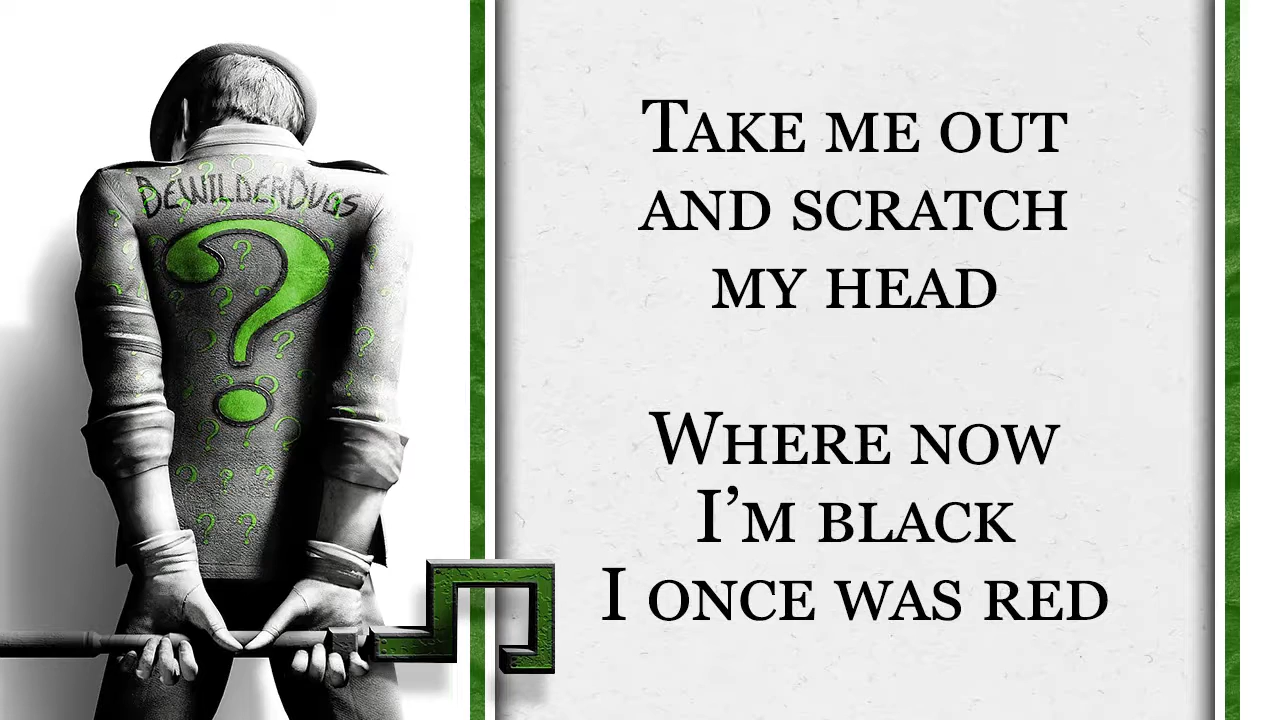 BewilderBugs
Take me out
and scratch
my head
Where now
I'm black
I once was red